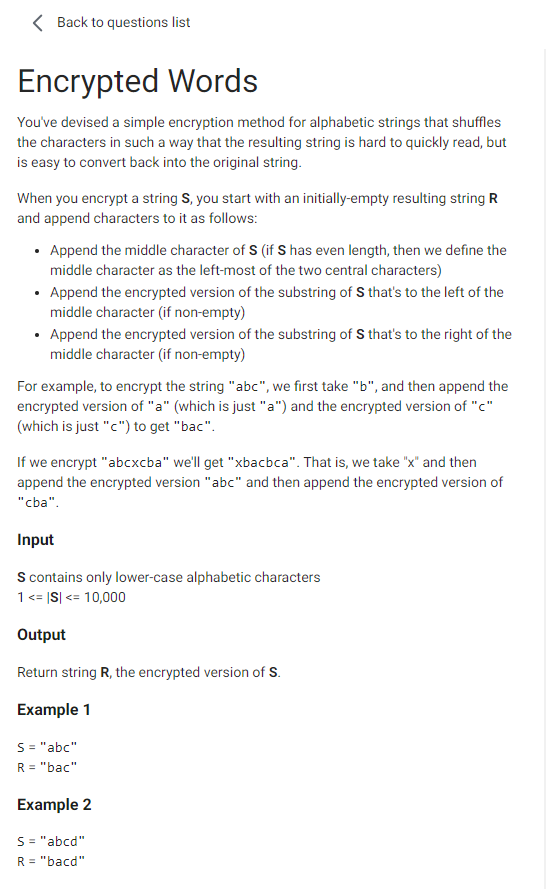 Back to questions list
Encrypted Words
You've devised a simple encryption method for alphabetic strings that shuffles
the characters in such a way that the resulting string is hard to quickly read, but
is easy to convert back into the original string.
When you encrypt a string S, you start with an initially-empty resulting string R
and append characters to it as follows:
• Append the middle character of S (if S has even length, then we define the
middle character as the left-most of the two central characters)
• Append the encrypted version of the substring of S that's to the left of the
middle character (if non-empty)
• Append the encrypted version of the substring of S that's to the right of the
middle character (if non-empty)
For example, to encrypt the string "abc", we first take "b", and then append the
encrypted version of "a" (which is just "a") and the encrypted version of "c"
(which is just "c") to get "bac".
If we encrypt "abcxcba" we'll get "xbacbca". That is, we take "x" and then
append the encrypted version "abc" and then append the encrypted version of
"cba".
Input
S contains only lower-case alphabetic characters
1 <= |S| <= 10,000
Output
Return string R, the encrypted version of S.
Example 1
S = "abc"
R = "bac"
Example 2
S = "abcd"
R = "bacd"